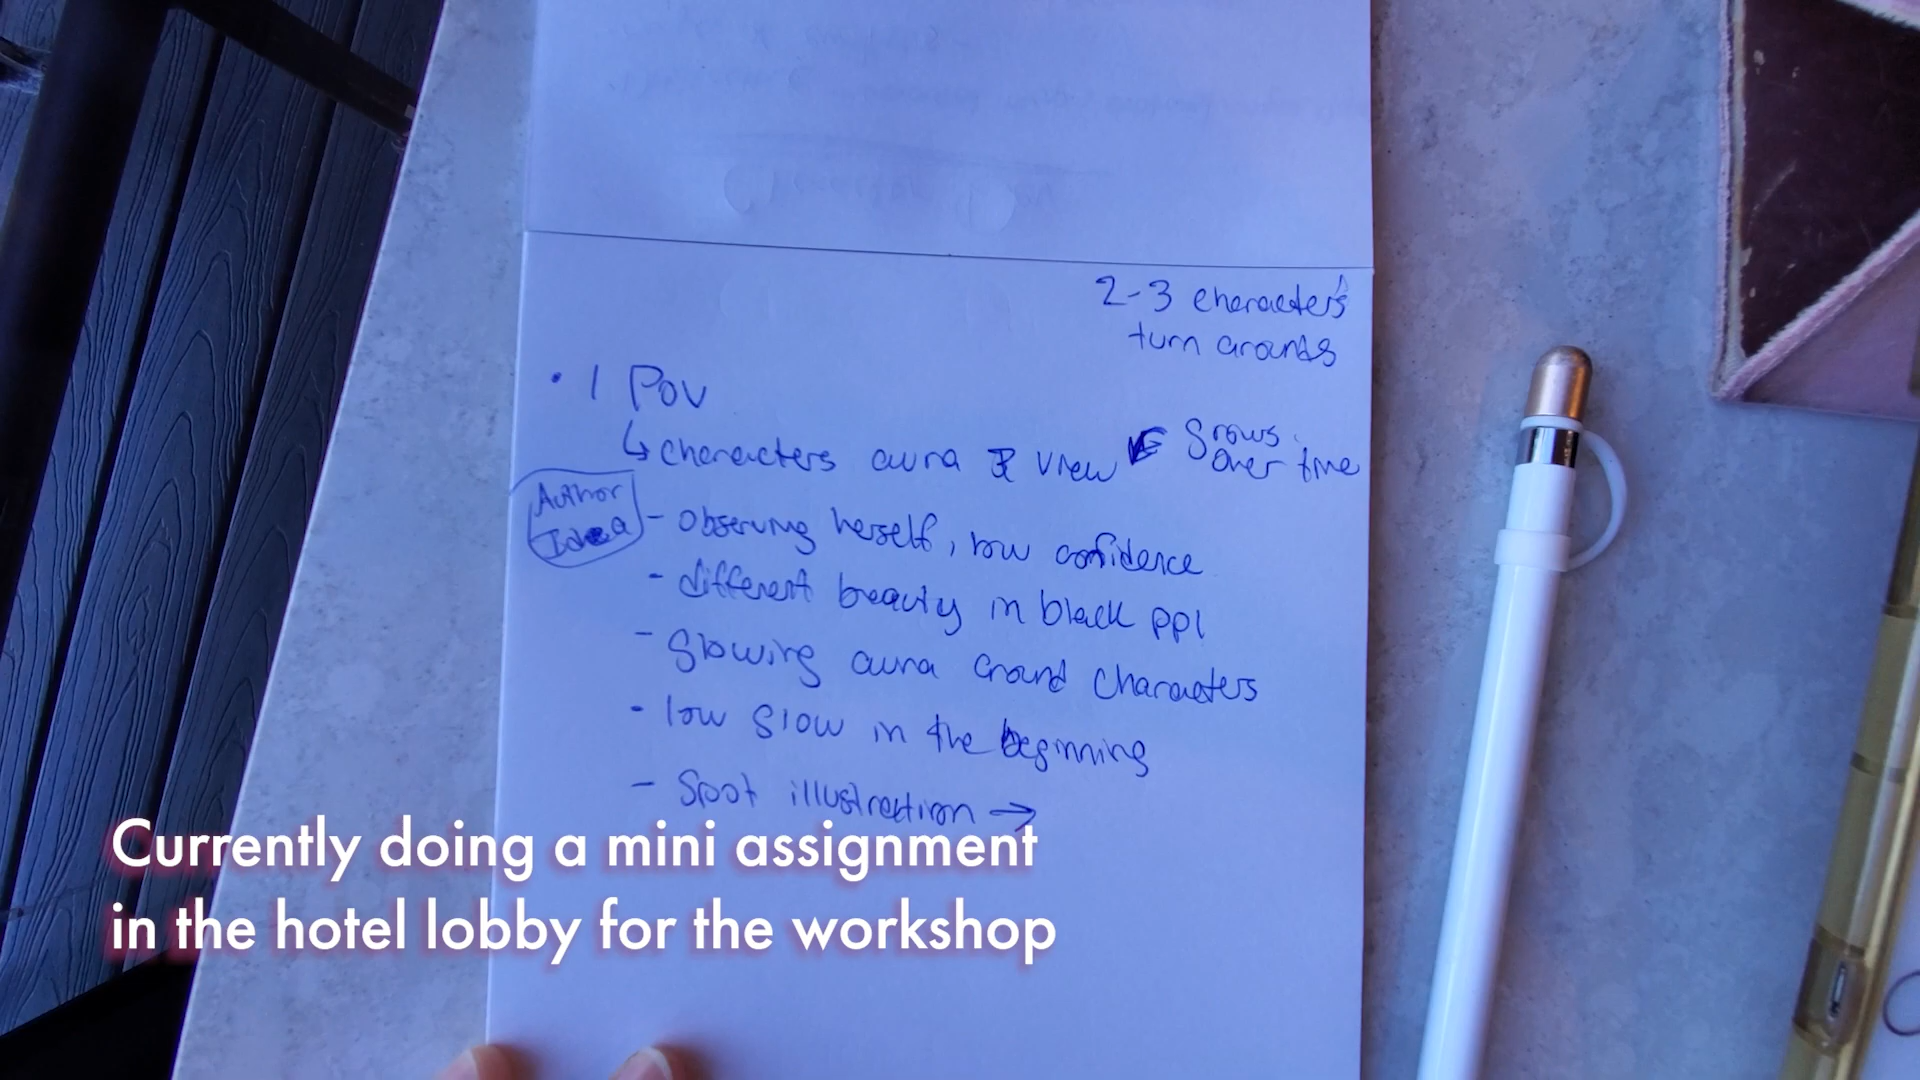 2-3 characters
turn arounds
• 1 Pov
↳ characters aura & view ← Grows
over time
Author
Idea
- observing herself, low confidence
- different beauty in black ppl
- glowing aura around characters
- low glow in the beginning
- Spot illustration →
Currently doing a mini assignment
in the hotel lobby for the workshop